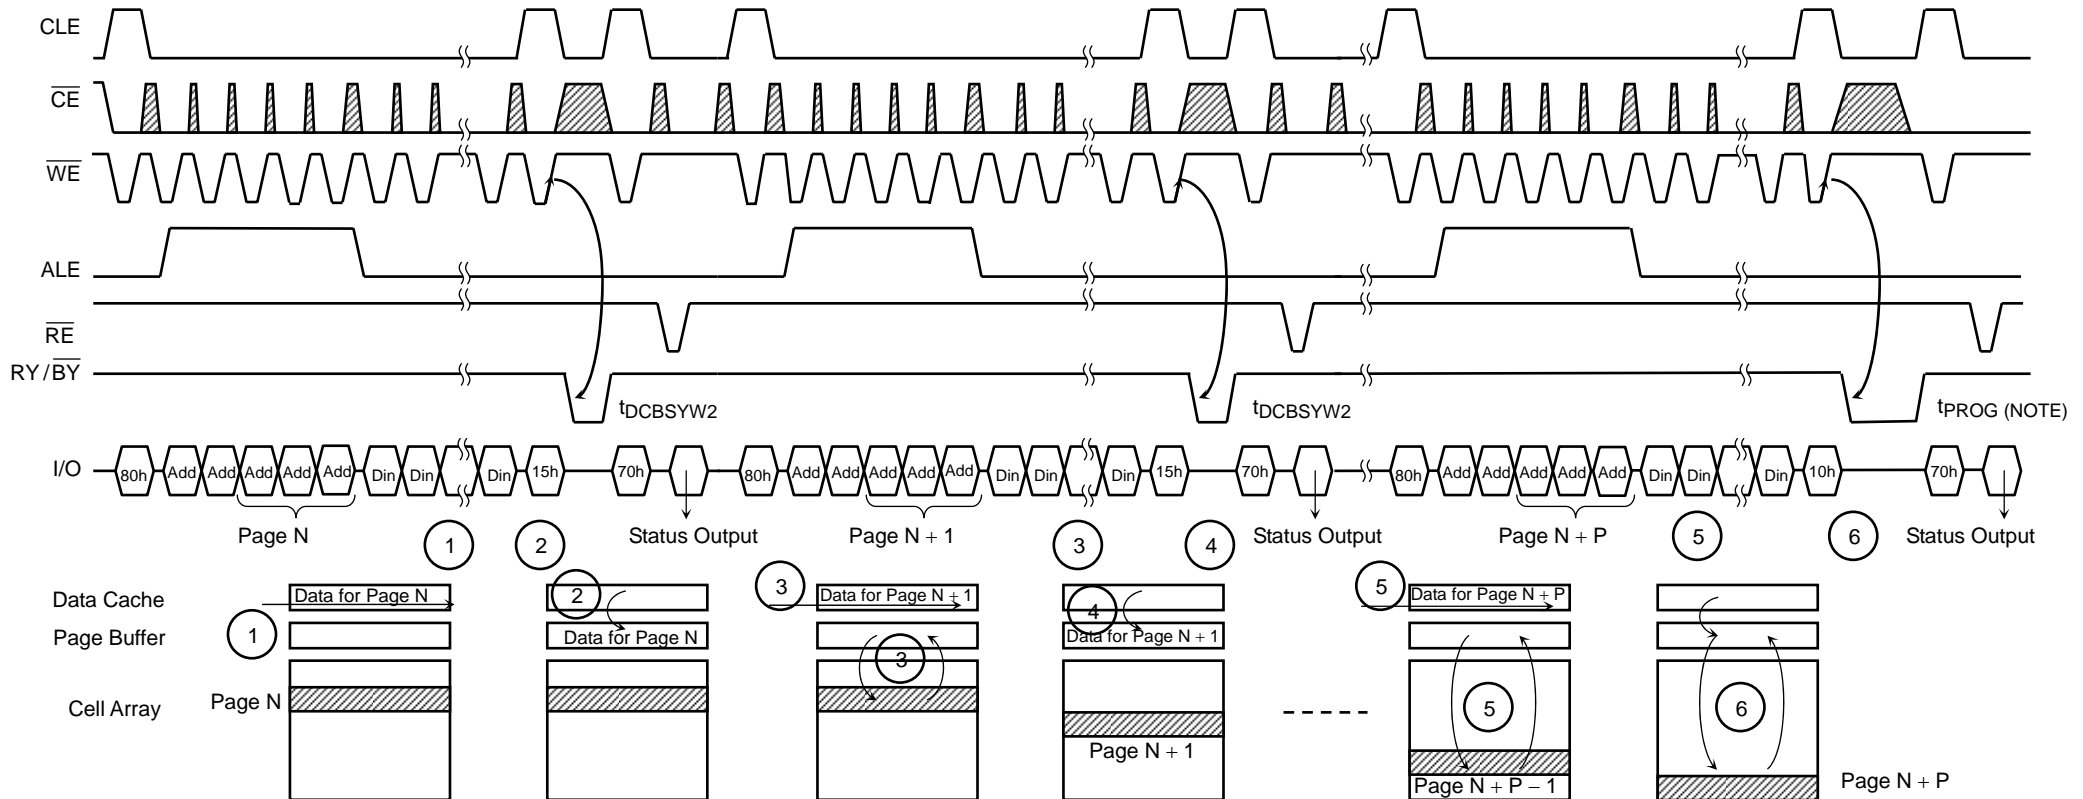 CLE
CE
WE
ALE
RE
RY/BY
tDCBSYW2 tDCBSYW2 tPROG (NOTE)
I/O 80h Add Add Add Add Add Din Din Din 15h 70h 80h Add Add Add Add Add Din Din Din 15h 70h 80h Add Add Add Add Add Din Din Din 10h 70h
Page N 1 2 Status Output Page N + 1 3 4 Status Output Page N + P 5 6 Status Output
Data Cache Data for Page N 2 3 Data for Page N + 1 4 5 Data for Page N + P
Page Buffer 1 Data for Page N 3 Data for Page N + 1
Cell Array Page N Page N + 1 5 Page N + P − 1 6 Page N + P